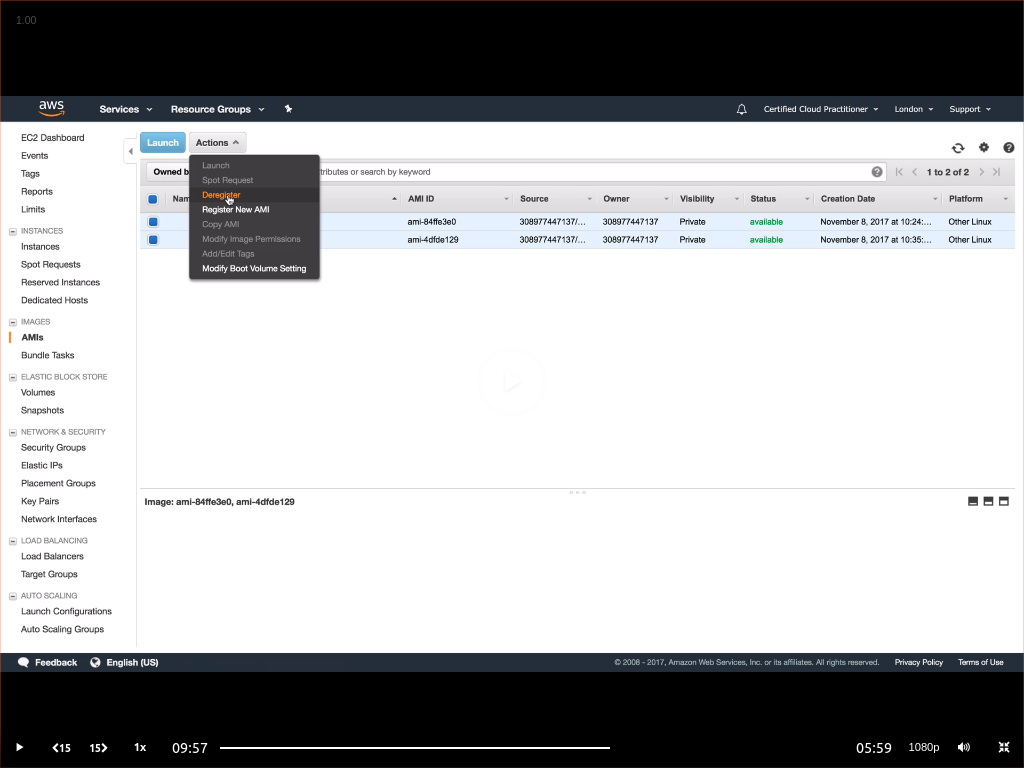 1.00
aws Services Resource Groups Certified Cloud Practitioner London Support
EC2 Dashboard
Events
Tags
Reports
Limits
INSTANCES
Instances
Spot Requests
Reserved Instances
Dedicated Hosts
IMAGES
AMIs
Bundle Tasks
ELASTIC BLOCK STORE
Volumes
Snapshots
NETWORK & SECURITY
Security Groups
Elastic IPs
Placement Groups
Key Pairs
Network Interfaces
LOAD BALANCING
Load Balancers
Target Groups
AUTO SCALING
Launch Configurations
Auto Scaling Groups
Launch Actions
Launch
Spot Request
Deregister
Register New AMI
Copy AMI
Modify Image Permissions
Add/Edit Tags
Modify Boot Volume Setting
Owned b tributes or search by keyword 1 to 2 of 2
Nam AMI ID Source Owner Visibility Status Creation Date Platform
ami-84ffe3e0 308977447137/... 308977447137 Private available November 8, 2017 at 10:24:... Other Linux
ami-4dfde129 308977447137/... 308977447137 Private available November 8, 2017 at 10:35:... Other Linux
Image: ami-84ffe3e0, ami-4dfde129
Feedback English (US) © 2008 - 2017, Amazon Web Services, Inc. or its affiliates. All rights reserved. Privacy Policy Terms of Use
15 15 1x 09:57 05:59 1080p